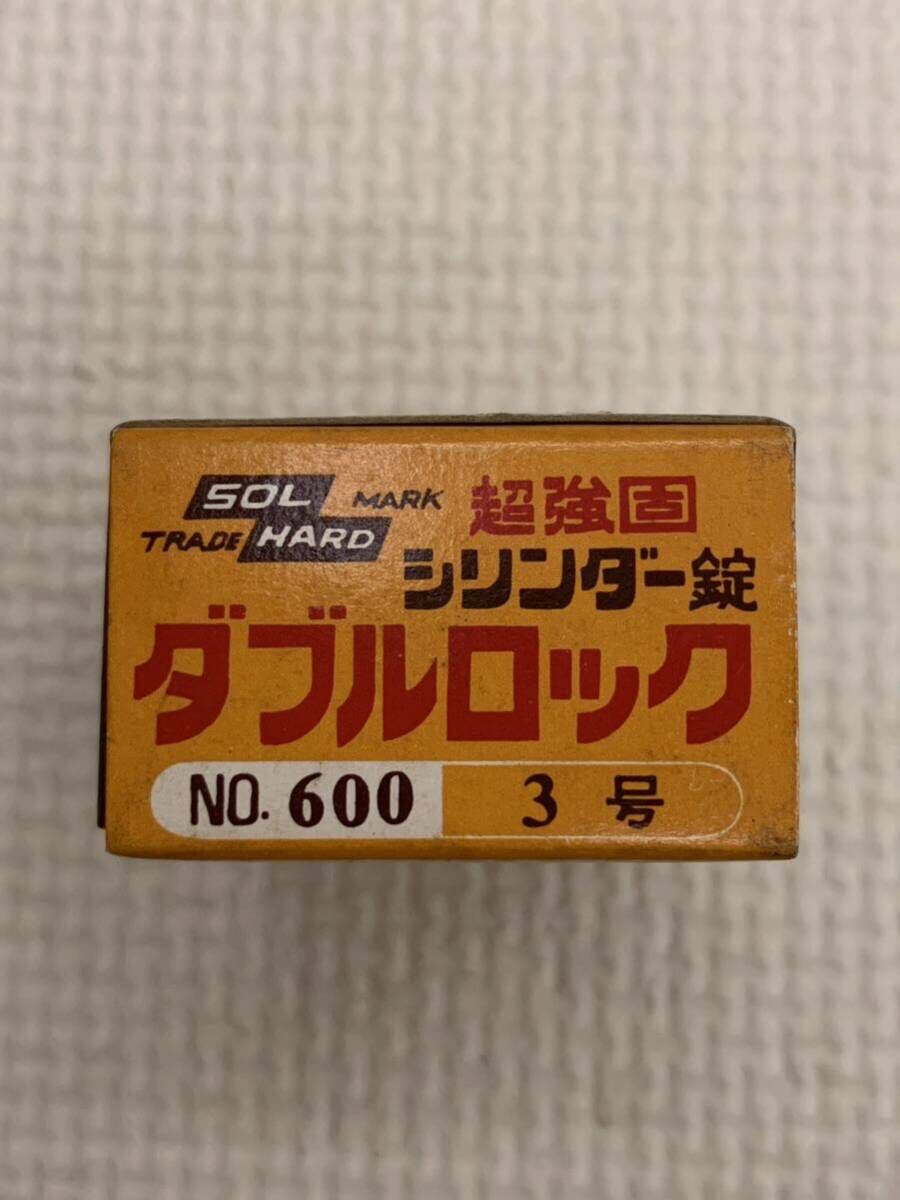 SOL MARK
TRADE HARD
超強固
シリンダー錠
ダブルロック
NO. 600 3号